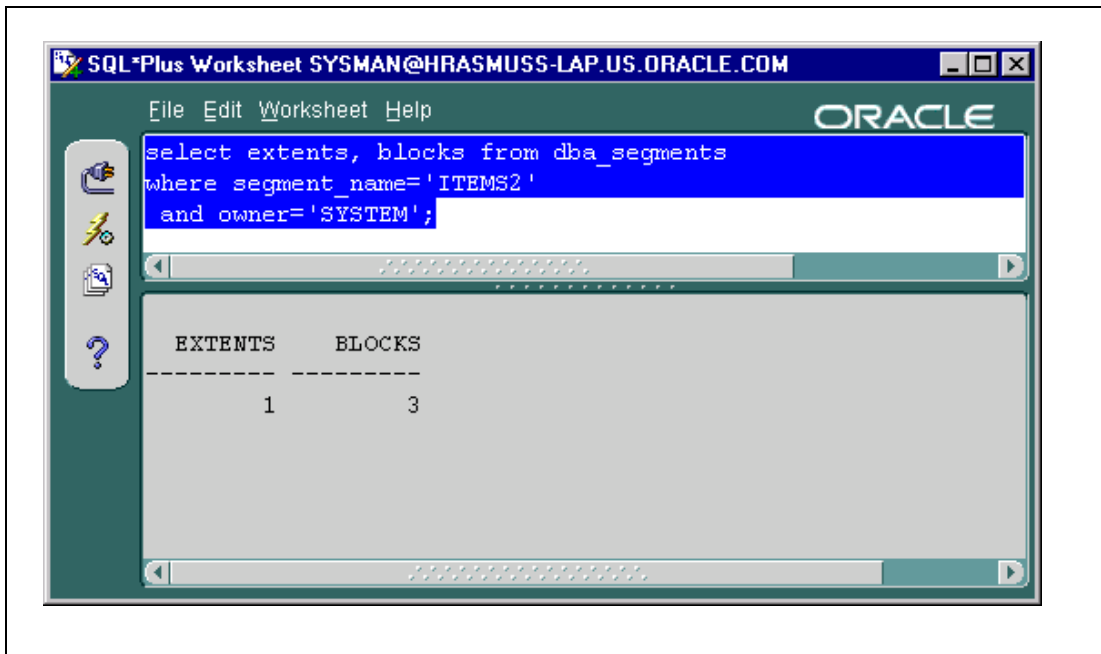 SQL*Plus Worksheet SYSMAN@HRASMUSS-LAP.US.ORACLE.COM
File Edit Worksheet Help
ORACLE
select extents, blocks from dba_segments
where segment_name='ITEMS2'
 and owner='SYSTEM';
EXTENTS BLOCKS
--------- ---------
1 3